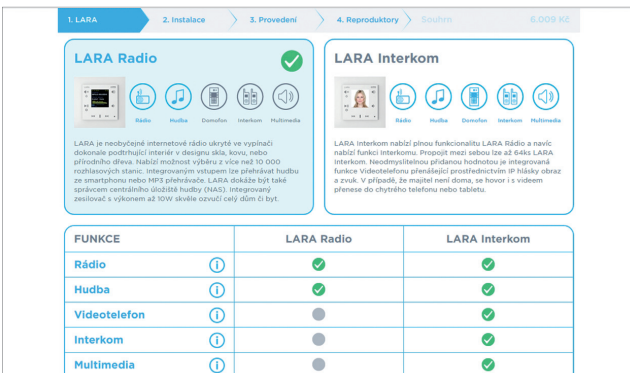 1. LARA
2. Instalace
3. Provedení
4. Reproduktory
Souhrn
6.009 Kč
LARA Radio
Rádio
Hudba
Domofon
Interkom
Multimedia
LARA je neobyčejné internetové rádio ukryté ve vypínači
dokonale podtrhující interiér v designu skla, kovu, nebo
přírodního dřeva. Nabízí možnost výběru z více než 10 000
rozhlasových stanic. Integrovaným vstupem lze přehrávat hudbu
ze smartphonu nebo MP3 přehrávače. LARA dokáže být také
správcem centrálního úložiště hudby (NAS). Integrovaný
zesilovač s výkonem až 10W skvěle ozvučí celý dům či byt.
LARA Interkom
Rádio
Hudba
Domofon
Interkom
Multimedia
LARA Interkom nabízí plnou funkcionalitu LARA Rádio a navíc
nabízí funkci Interkomu. Propojit mezi sebou lze až 64ks LARA
Interkom. Neodmyslitelnou přidanou hodnotou je integrovaná
funkce Videotelefonu přenášející prostřednictvím IP hlásky obraz
a zvuk. V případě, že majitel není doma, se hovor i s videem
přenese do chytrého telefonu nebo tabletu.
FUNKCE
LARA Radio
LARA Interkom
Rádio
Hudba
Videotelefon
Interkom
Multimedia